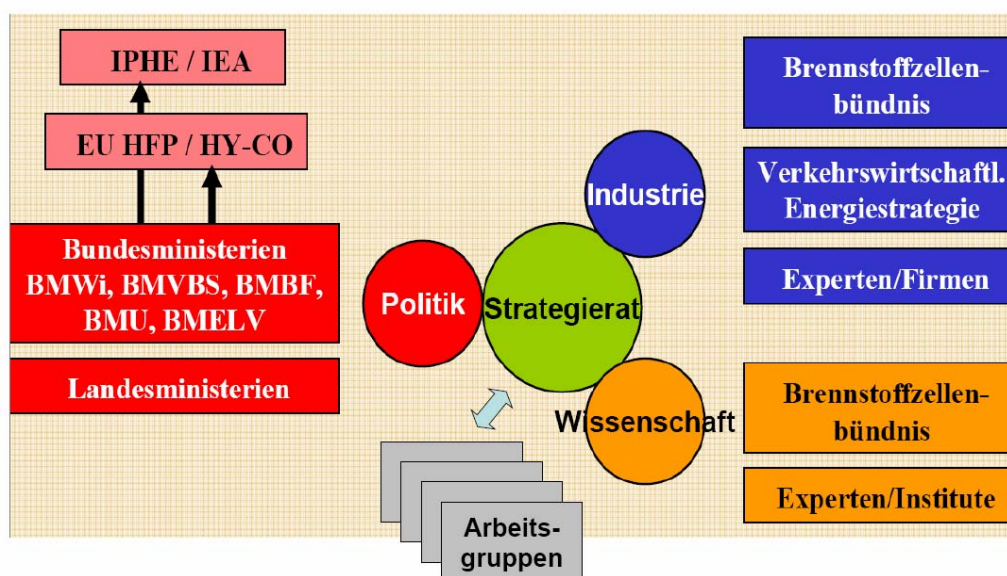 IPHE / IEA
EU HFP / HY-CO
Bundesministerien
BMWi, BMVBS, BMBF,
BMU, BMELV
Landesministerien
Politik
Strategierat
Industrie
Wissenschaft
Arbeits-
gruppen
Brennstoffzellen-
bündnis
Verkehrswirtschaftl.
Energiestrategie
Experten/Firmen
Brennstoffzellen-
bündnis
Experten/Institute